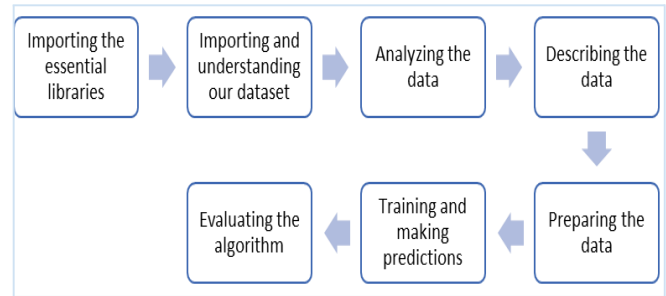 Importing the
essential
libraries
Importing and
understanding
our dataset
Analyzing the
data
Describing the
data
Preparing the
data
Training and
making
predictions
Evaluating the
algorithm